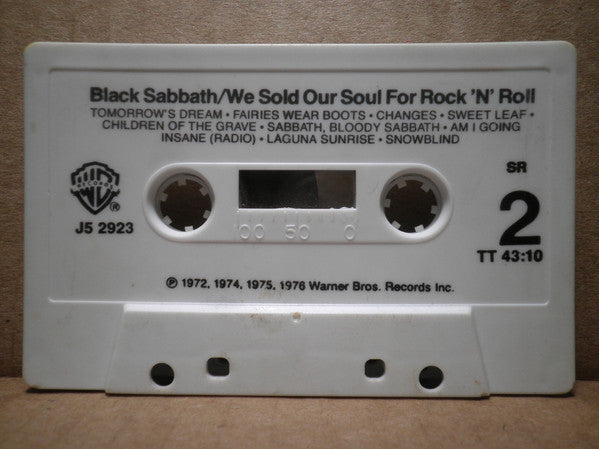 Black Sabbath/We Sold Our Soul For Rock 'N' Roll
TOMORROW'S DREAM • FAIRIES WEAR BOOTS • CHANGES • SWEET LEAF •
CHILDREN OF THE GRAVE • SABBATH, BLOODY SABBATH • AM I GOING
INSANE (RADIO) • LAGUNA SUNRISE • SNOWBLIND
RECORDS
®
J5 2923
SR
2
TT 43:10
00 50 0
℗ 1972, 1974, 1975, 1976 Warner Bros. Records Inc.